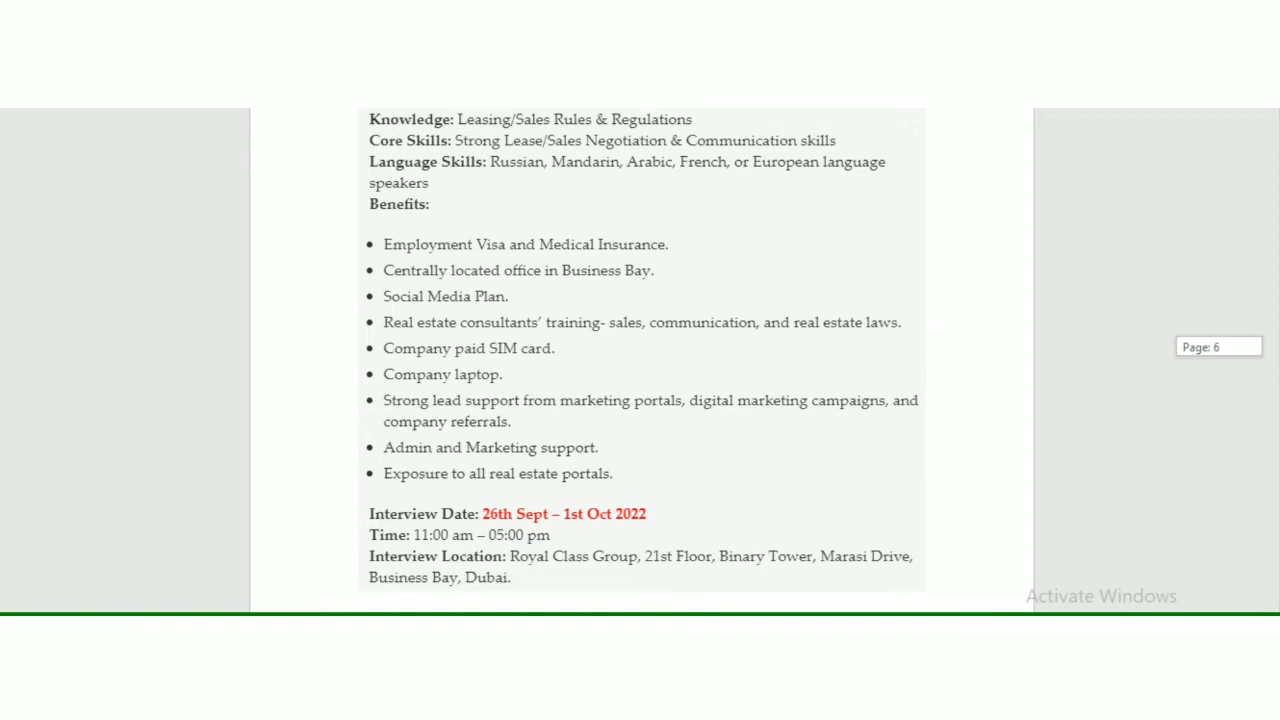 Knowledge: Leasing/Sales Rules & Regulations
Core Skills: Strong Lease/Sales Negotiation & Communication skills
Language Skills: Russian, Mandarin, Arabic, French, or European language
speakers
Benefits:
• Employment Visa and Medical Insurance.
• Centrally located office in Business Bay.
• Social Media Plan.
• Real estate consultants’ training- sales, communication, and real estate laws.
• Company paid SIM card.
Page: 6
• Company laptop.
• Strong lead support from marketing portals, digital marketing campaigns, and
company referrals.
• Admin and Marketing support.
• Exposure to all real estate portals.
Interview Date: 26th Sept – 1st Oct 2022
Time: 11:00 am – 05:00 pm
Interview Location: Royal Class Group, 21st Floor, Binary Tower, Marasi Drive,
Business Bay, Dubai.
Activate Windows